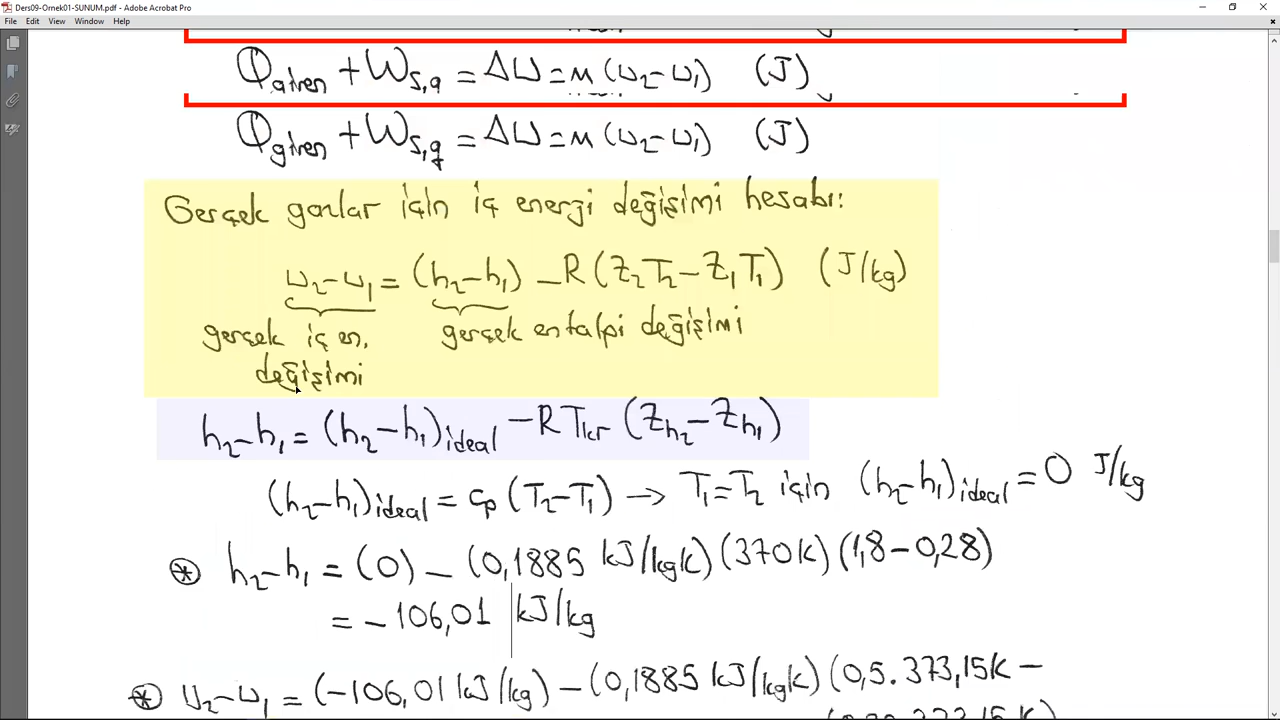 Ders09-Ornek01-SUNUM.pdf - Adobe Acrobat Pro
File Edit View Window Help
Qgiren + Ws,g = ΔU = m (u2-u1) (J)
Qgiren + Ws,g = ΔU = m (u2-u1) (J)
Gerçek gazlar için iç enerji değişimi hesabı:
u2-u1 = (h2-h1) - R (Z2T2 - Z1T1) (J/kg)
gerçek iç en. gerçek entalpi değişimi
değişimi
h2-h1 = (h2-h1)ideal - R Tkr (Zh2 - Zh1)
(h2-h1)ideal = cp (T2-T1) → T1=T2 için (h2-h1)ideal = 0 J/kg
* h2-h1 = (0) - (0,1885 kJ/kgK) (370K) (1,8-0,28)
= -106,01 kJ/kg
* u2-u1 = (-106,01 kJ/kg) - (0,1885 kJ/kgK) (0,5.373,15K -